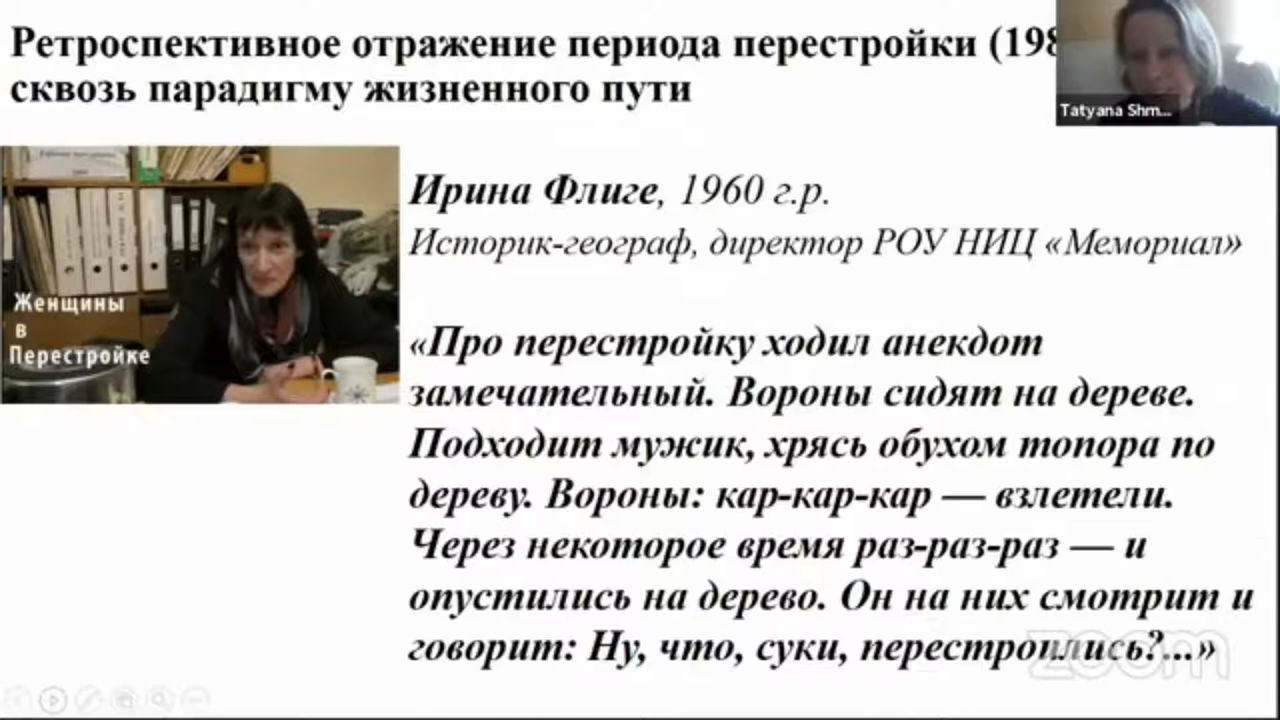 Ретроспективное отражение периода перестройки (198
сквозь парадигму жизненного пути
Tatyana Shm...
Женщины
в
Перестройке
Ирина Флиге, 1960 г.р.
Историк-географ, директор РОУ НИЦ «Мемориал»
«Про перестройку ходил анекдот
замечательный. Вороны сидят на дереве.
Подходит мужик, хрясь обухом топора по
дереву. Вороны: кар-кар-кар — взлетели.
Через некоторое время раз-раз-раз — и
опустились на дерево. Он на них смотрит и
говорит: Ну, что, суки, перестроились?...»
zoom